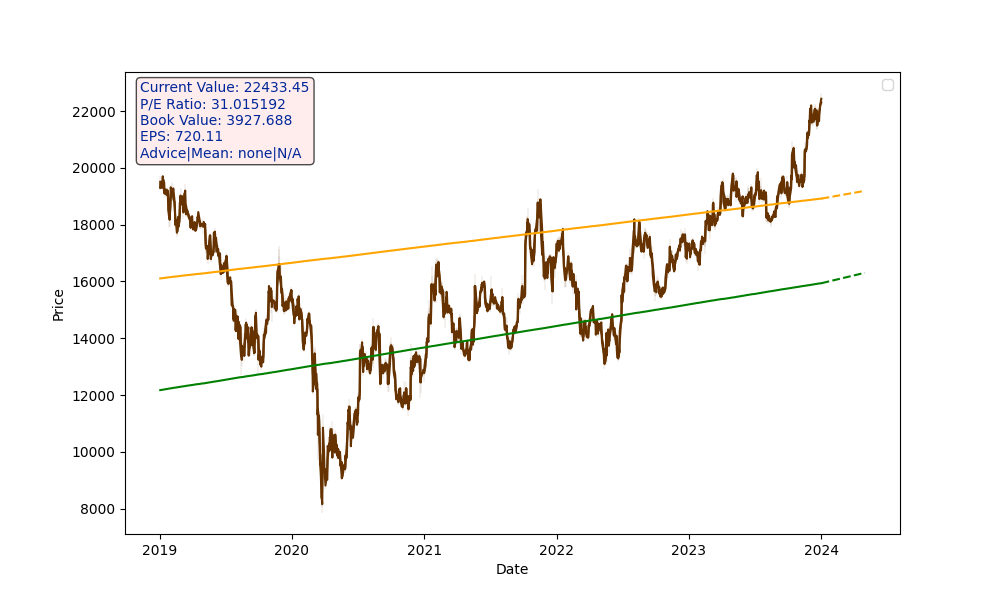 Current Value: 22433.45
P/E Ratio: 31.015192
Book Value: 3927.688
EPS: 720.11
Advice|Mean: none|N/A
22000
20000
18000
16000
14000
12000
10000
8000
Price
2019 2020 2021 2022 2023 2024
Date